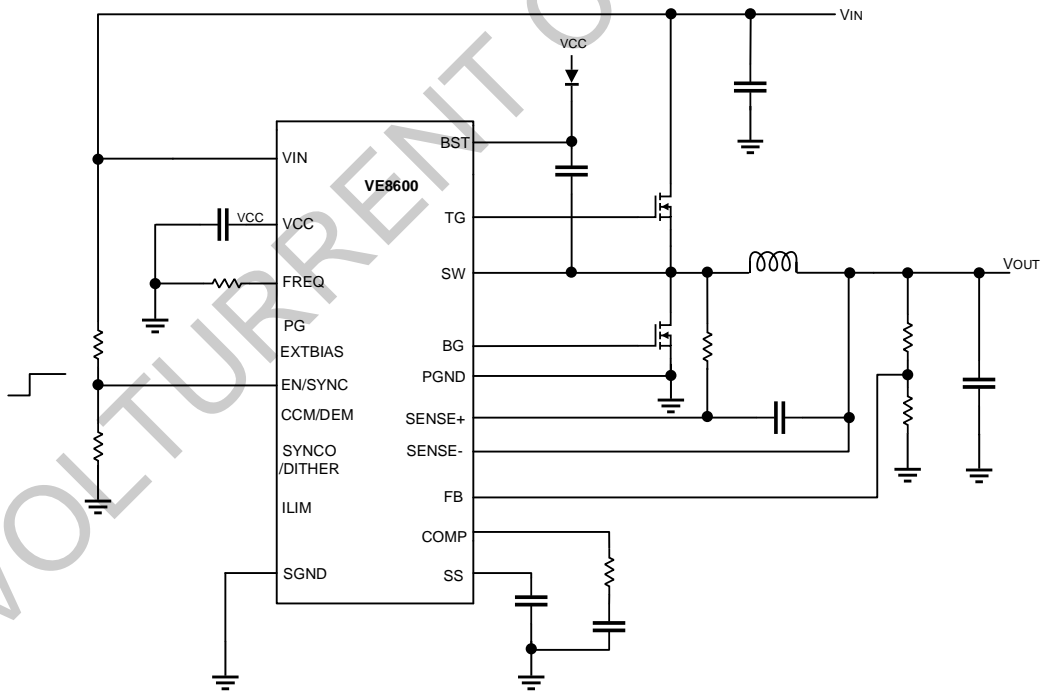 VIN
VCC
BST
VIN
VE8600
TG
VCC
VCC
SW
VOUT
FREQ
PG
EXTBIAS
BG
EN/SYNC
PGND
CCM/DEM
SENSE+
SYNCO
/DITHER
SENSE-
FB
ILIM
COMP
SGND
SS
VOLTURRENT